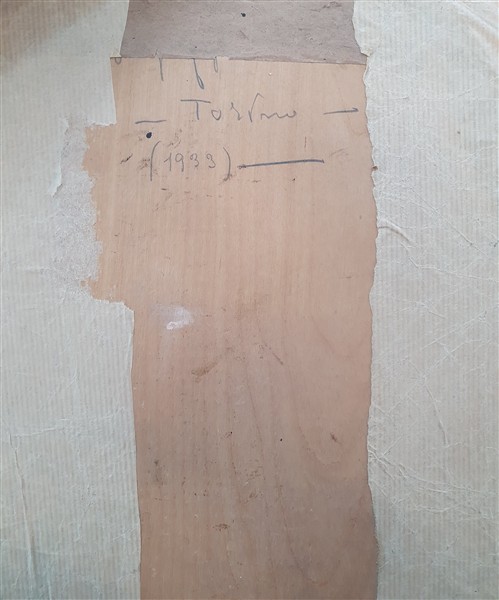 — Torino —
(1933) —